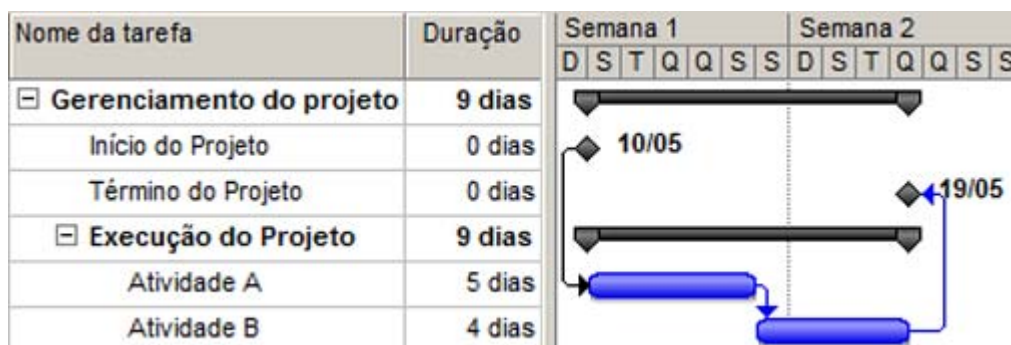 Nome da tarefa Duração Semana 1 Semana 2
D S T Q Q S S D S T Q Q S S
Gerenciamento do projeto 9 dias
Início do Projeto 0 dias 10/05
Término do Projeto 0 dias 19/05
Execução do Projeto 9 dias
Atividade A 5 dias
Atividade B 4 dias